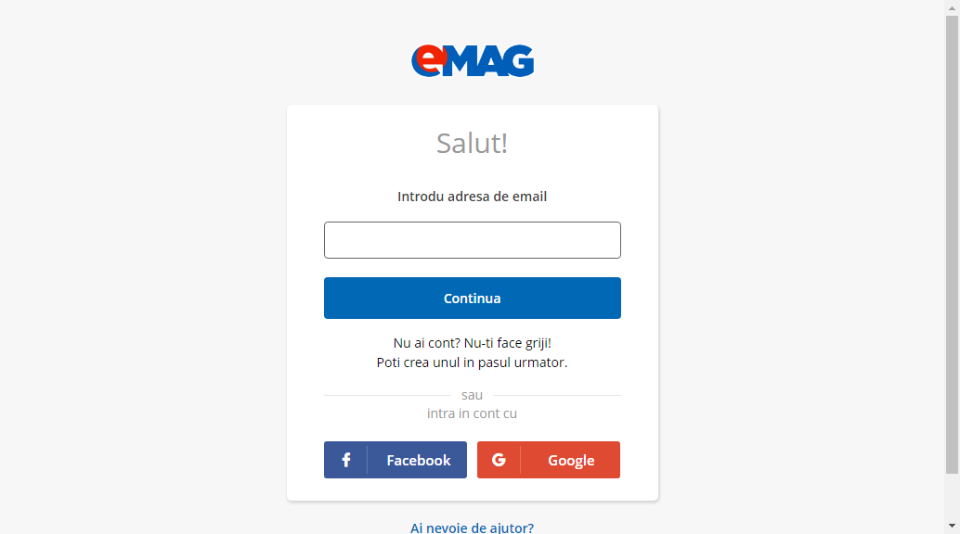 eMAG
Salut!
Introdu adresa de email
Continua
Nu ai cont? Nu-ti face griji!
Poti crea unul in pasul urmator.
sau
intra in cont cu
Facebook
Google
Ai nevoie de ajutor?